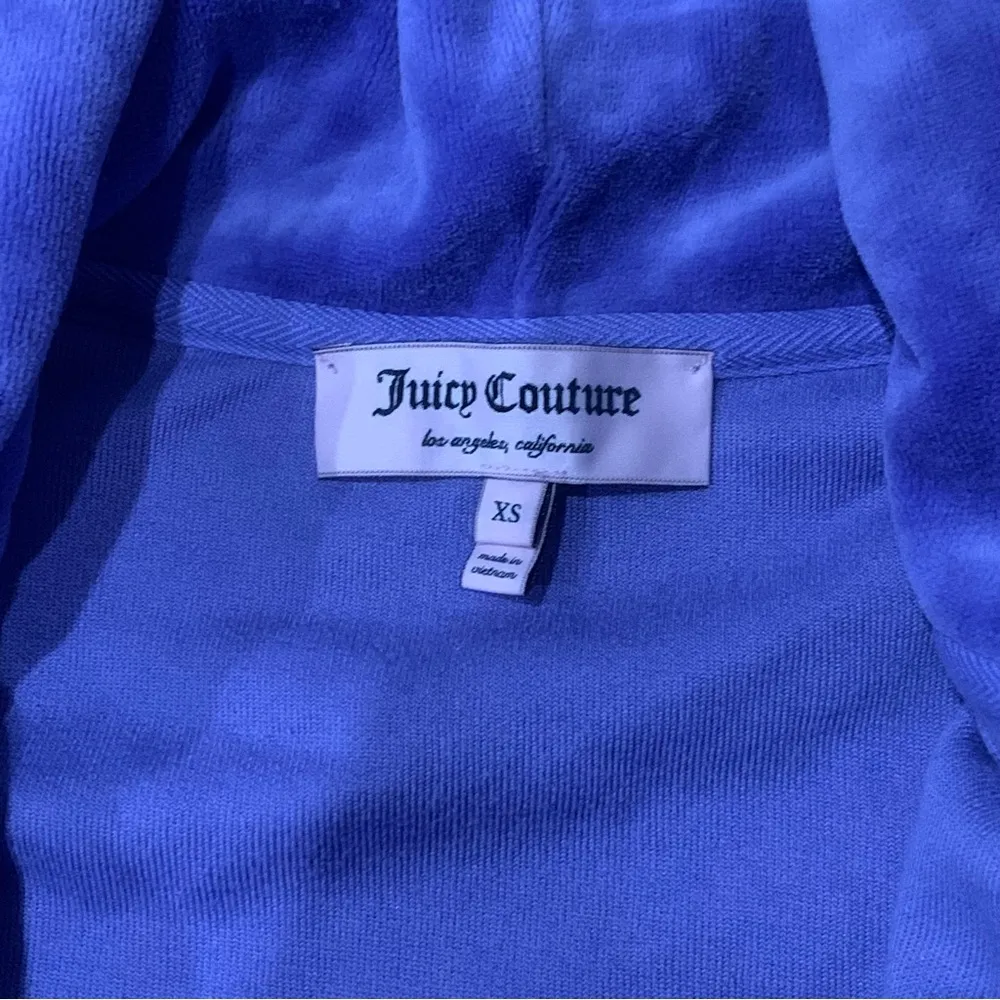 Juicy Couture
los angeles, california
XS
made in
vietnam